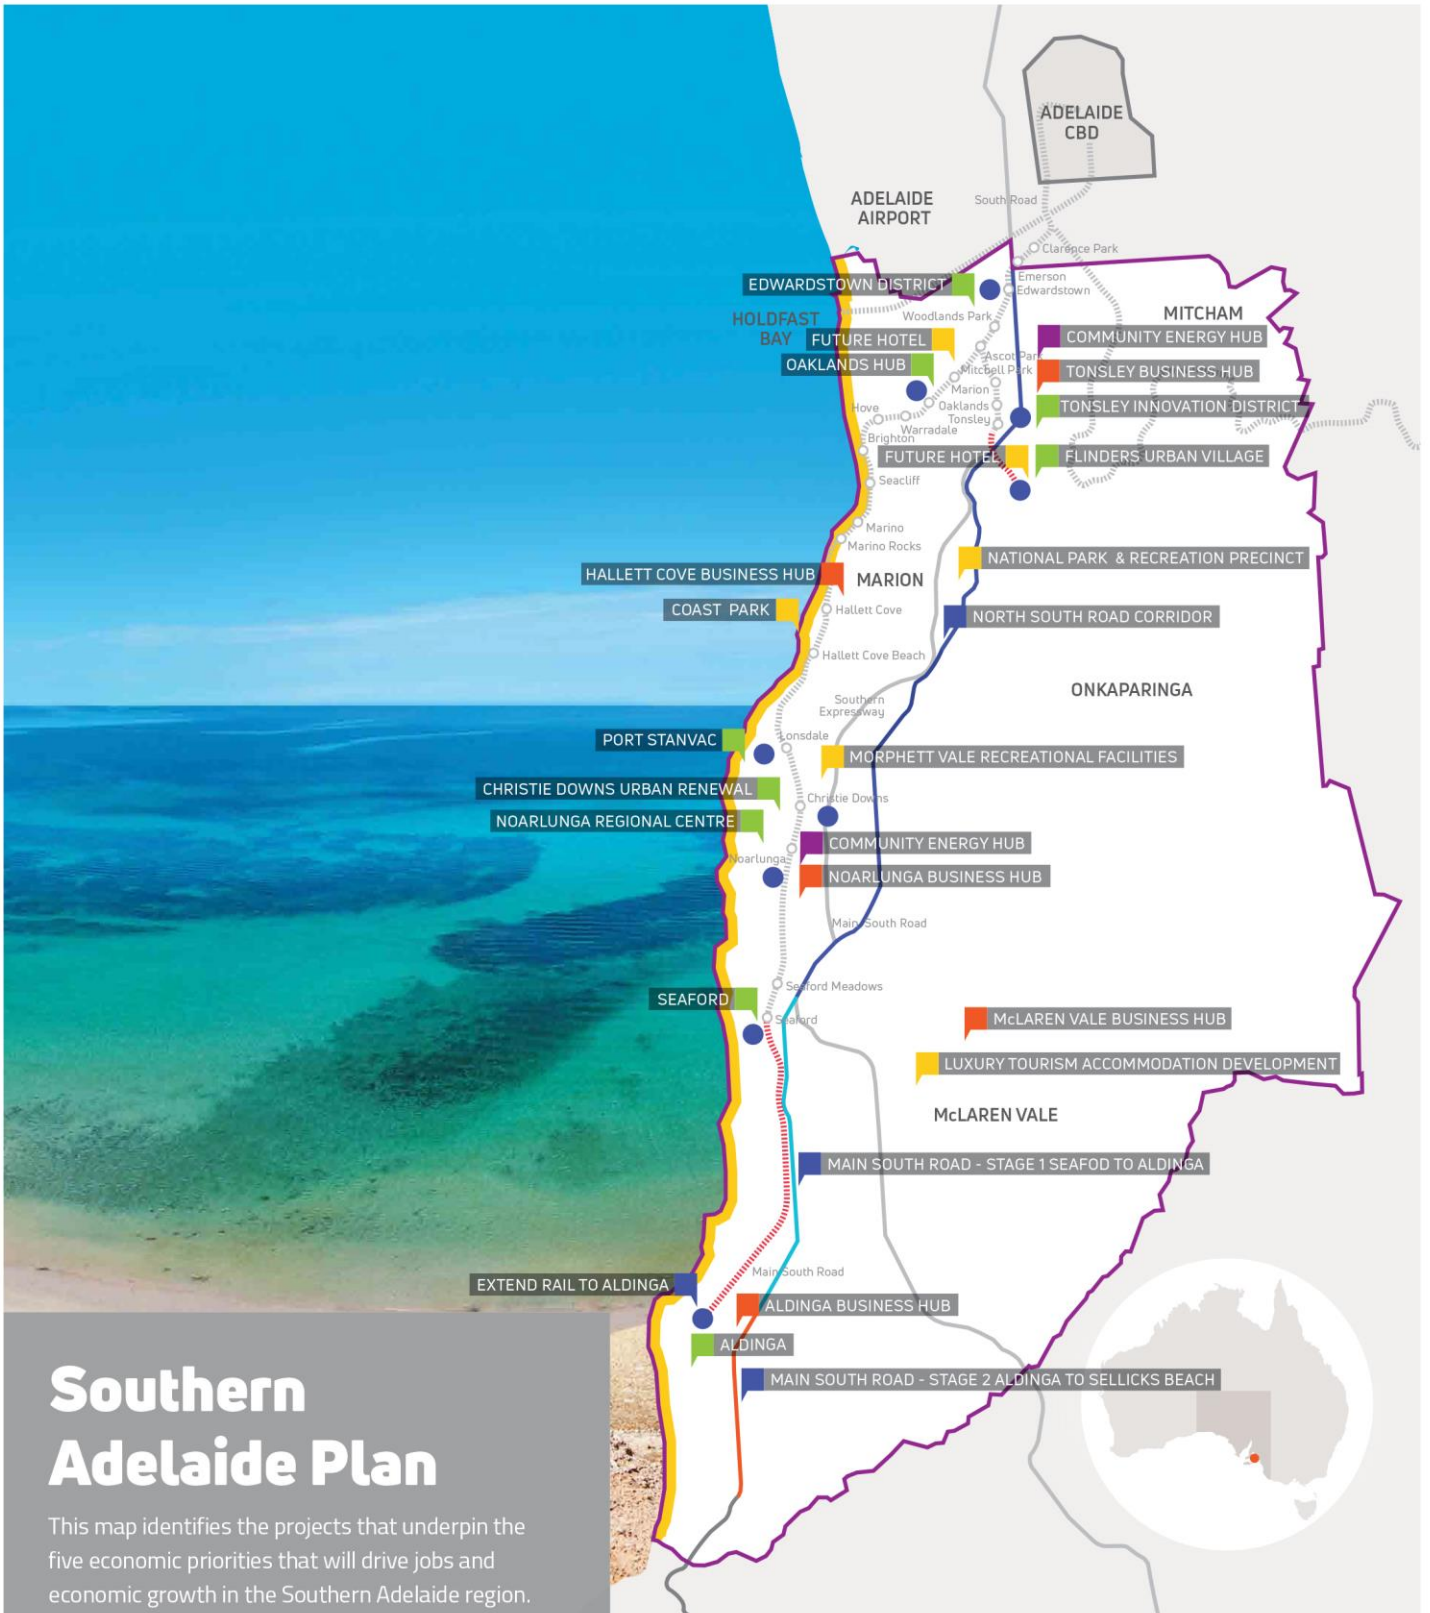 ADELAIDE
CBD
ADELAIDE
AIRPORT
South Road
Clarence Park
Emerson
Edwardstown
EDWARDSTOWN DISTRICT
Woodlands Park
MITCHAM
HOLDFAST
BAY
FUTURE HOTEL
COMMUNITY ENERGY HUB
OAKLANDS HUB
Ascot Park
Mitchell Park
TONSLEY BUSINESS HUB
Marion
Hove
Oaklands
TONSLEY INNOVATION DISTRICT
Tonsley
Warradale
Brighton
FUTURE HOTEL
FLINDERS URBAN VILLAGE
Seacliff
Marino
Marino Rocks
NATIONAL PARK & RECREATION PRECINCT
HALLETT COVE BUSINESS HUB
MARION
COAST PARK
Hallett Cove
NORTH SOUTH ROAD CORRIDOR
Hallett Cove Beach
ONKAPARINGA
Southern
Expressway
PORT STANVAC
Lonsdale
MORPHETT VALE RECREATIONAL FACILITIES
CHRISTIE DOWNS URBAN RENEWAL
Christie Downs
NOARLUNGA REGIONAL CENTRE
COMMUNITY ENERGY HUB
Noarlunga
NOARLUNGA BUSINESS HUB
Main South Road
Seaford Meadows
SEAFORD
Seaford
McLAREN VALE BUSINESS HUB
LUXURY TOURISM ACCOMMODATION DEVELOPMENT
McLAREN VALE
MAIN SOUTH ROAD - STAGE 1 SEAFOD TO ALDINGA
Main South Road
EXTEND RAIL TO ALDINGA
ALDINGA BUSINESS HUB
ALDINGA
MAIN SOUTH ROAD - STAGE 2 ALDINGA TO SELLICKS BEACH
Southern
Adelaide Plan
This map identifies the projects that underpin the
five economic priorities that will drive jobs and
economic growth in the Southern Adelaide region.